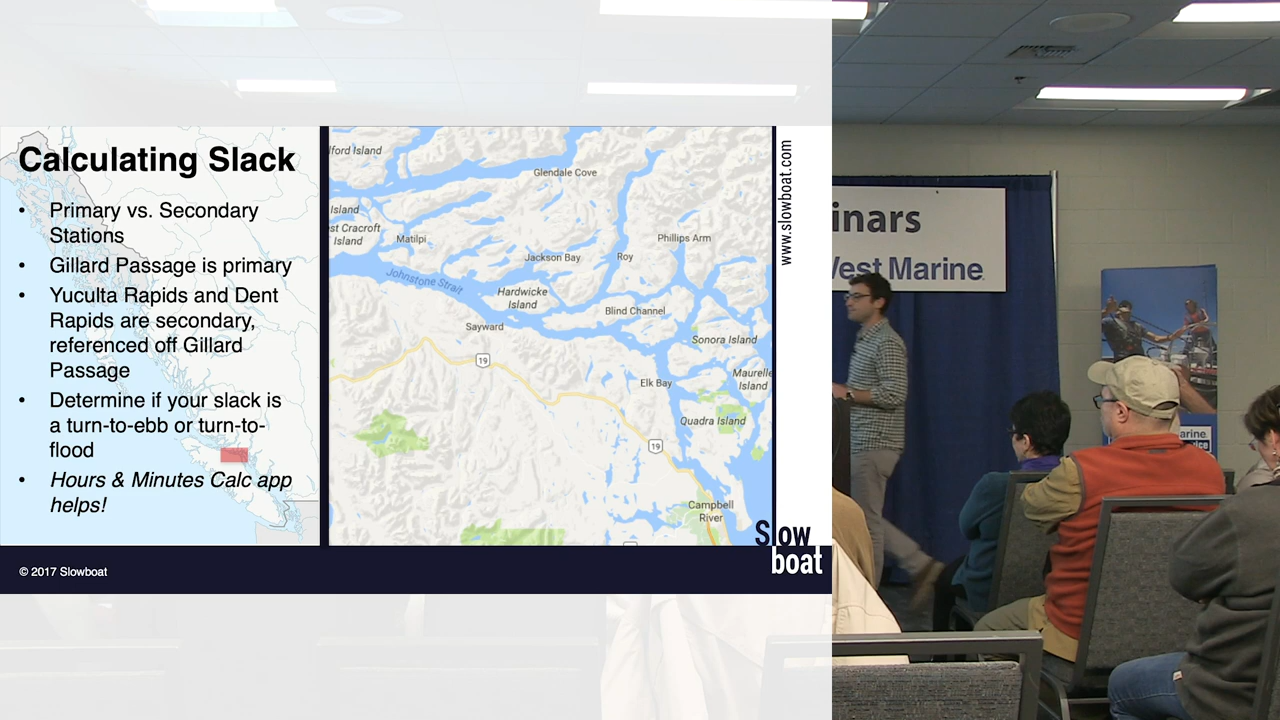 Calculating Slack
• Primary vs. Secondary
Stations
• Gillard Passage is primary
• Yuculta Rapids and Dent
Rapids are secondary,
referenced off Gillard
Passage
• Determine if your slack is
a turn-to-ebb or turn-to-
flood
• Hours & Minutes Calc app
helps!
© 2017 Slowboat
lford Island
Glendale Cove
Island
st Cracroft
Island
Matilpi
Phillips Arm
Jackson Bay
Roy
Johnstone Strait
Hardwicke
Island
Blind Channel
Sayward
Sonora Island
19
Elk Bay
Maurelle
Island
Quadra Island
19
Campbell
River
www.slowboat.com
Slow
boat
inars
West Marine
arine